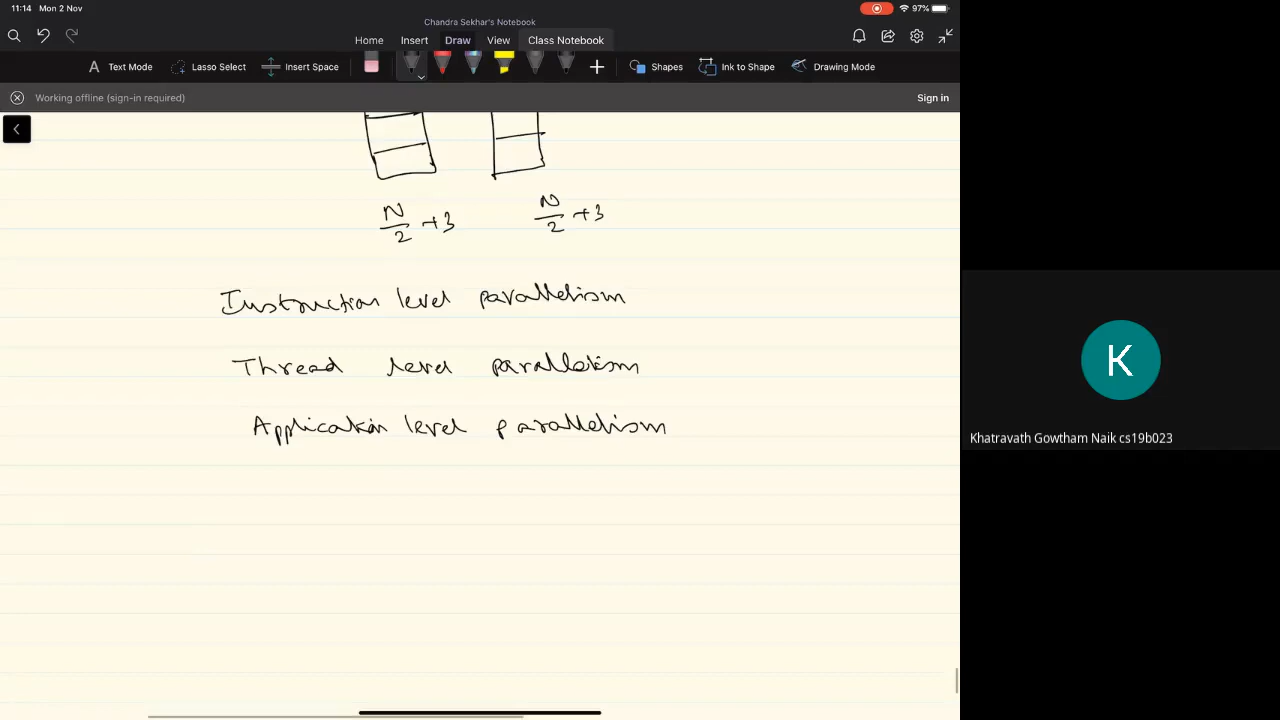 11:14 Mon 2 Nov
97%
Chandra Sekhar's Notebook
Home Insert Draw View Class Notebook
Text Mode Lasso Select Insert Space Shapes Ink to Shape Drawing Mode
Working offline (sign-in required) Sign in
N/2 +3 N/2 +3
Instruction level parallelism
Thread level parallelism
Application level parallelism
K
Khatravath Gowtham Naik cs19b023